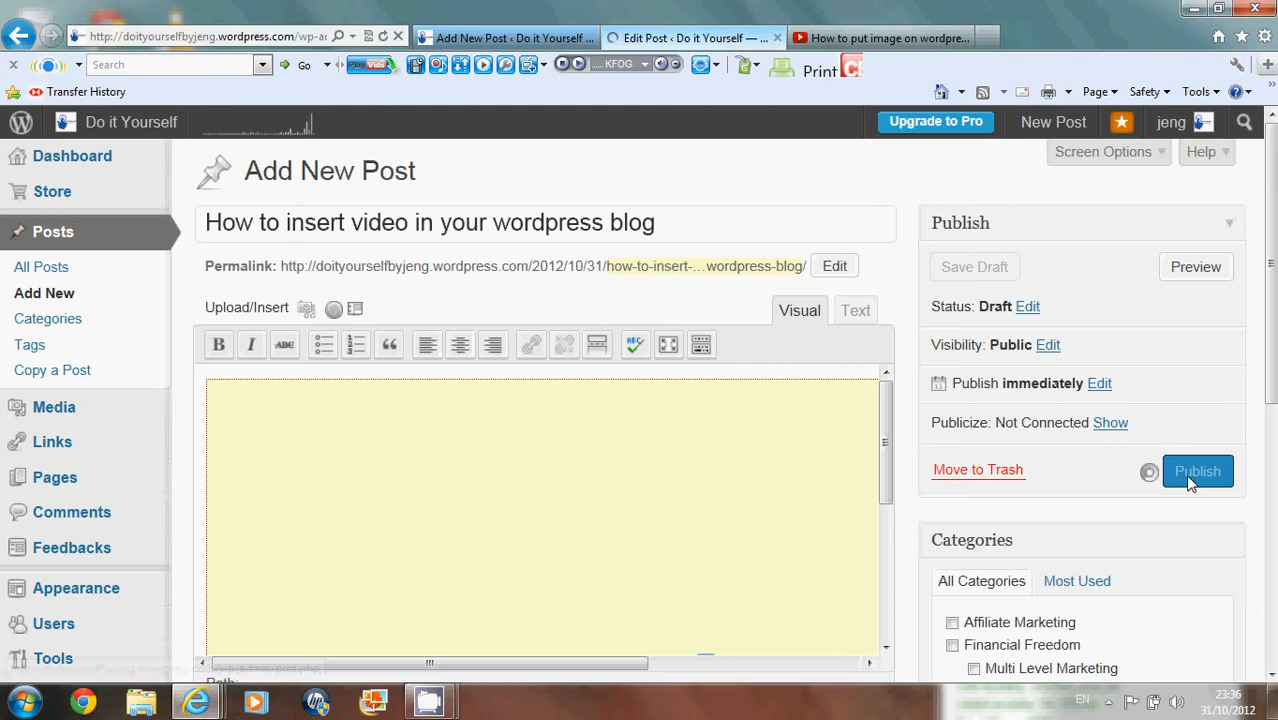 http://doityourselfbyjeng.wordpress.com/wp-ac
Add New Post ‹ Do it Yourself ...
Edit Post ‹ Do it Yourself — ...
How to put image on wordpre...
Search
Go
KFOG
Print
Transfer History
Page
Safety
Tools
Do it Yourself
Upgrade to Pro
New Post
jeng
Dashboard
Store
Posts
All Posts
Add New
Categories
Tags
Copy a Post
Media
Links
Pages
Comments
Feedbacks
Appearance
Users
Tools
Add New Post
Screen Options
Help
How to insert video in your wordpress blog
Permalink: http://doityourselfbyjeng.wordpress.com/2012/10/31/how-to-insert-…wordpress-blog/ Edit
Upload/Insert
Visual
Text
B I ABC
ABC
Publish
Save Draft
Preview
Status: Draft Edit
Visibility: Public Edit
Publish immediately Edit
Publicize: Not Connected Show
Move to Trash
Publish
Categories
All Categories
Most Used
Affiliate Marketing
Financial Freedom
Multi Level Marketing
EN
23:36
31/10/2012